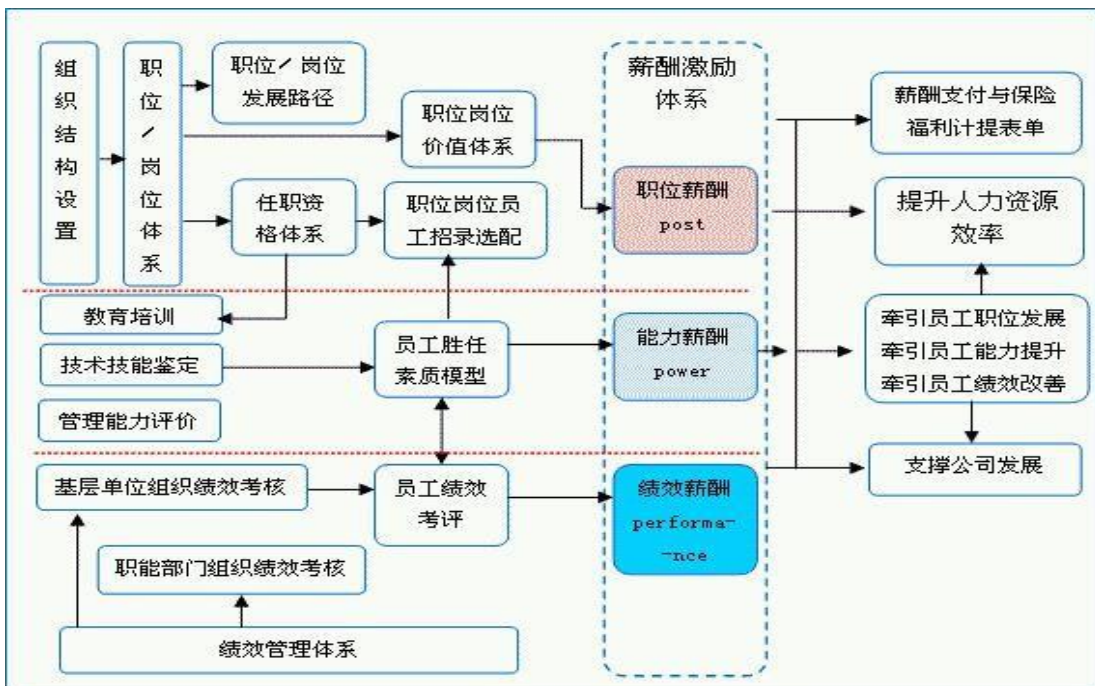 组织结构设置
职位／岗位体系
职位／岗位
发展路径
职位岗位
价值体系
任职资
格体系
职位岗位员
工招录选配
教育培训
技术技能鉴定
管理能力评价
员工胜任
素质模型
基层单位组织绩效考核
员工绩效
考评
职能部门组织绩效考核
绩效管理体系
薪酬激励
体系
职位薪酬
post
能力薪酬
power
绩效薪酬
performa-
-nce
薪酬支付与保险
福利计提表单
提升人力资源
效率
牵引员工职位发展
牵引员工能力提升
牵引员工绩效改善
支撑公司发展